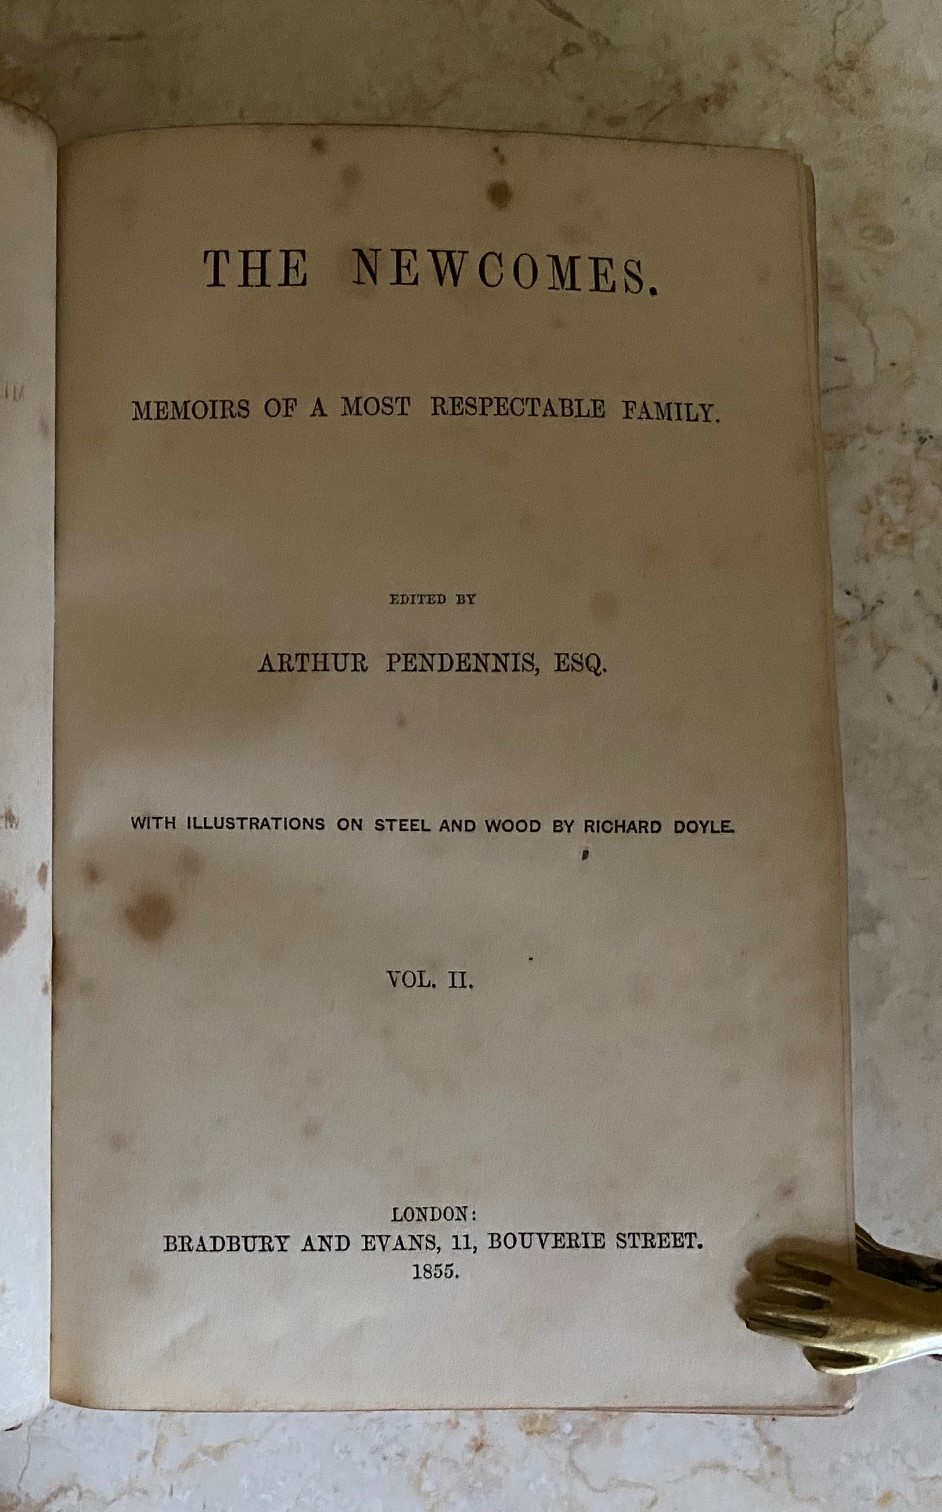 THE NEWCOMES.
MEMOIRS OF A MOST RESPECTABLE FAMILY.
EDITED BY
ARTHUR PENDENNIS, ESQ.
WITH ILLUSTRATIONS ON STEEL AND WOOD BY RICHARD DOYLE.
VOL. II.
LONDON:
BRADBURY AND EVANS, 11, BOUVERIE STREET.
1855.